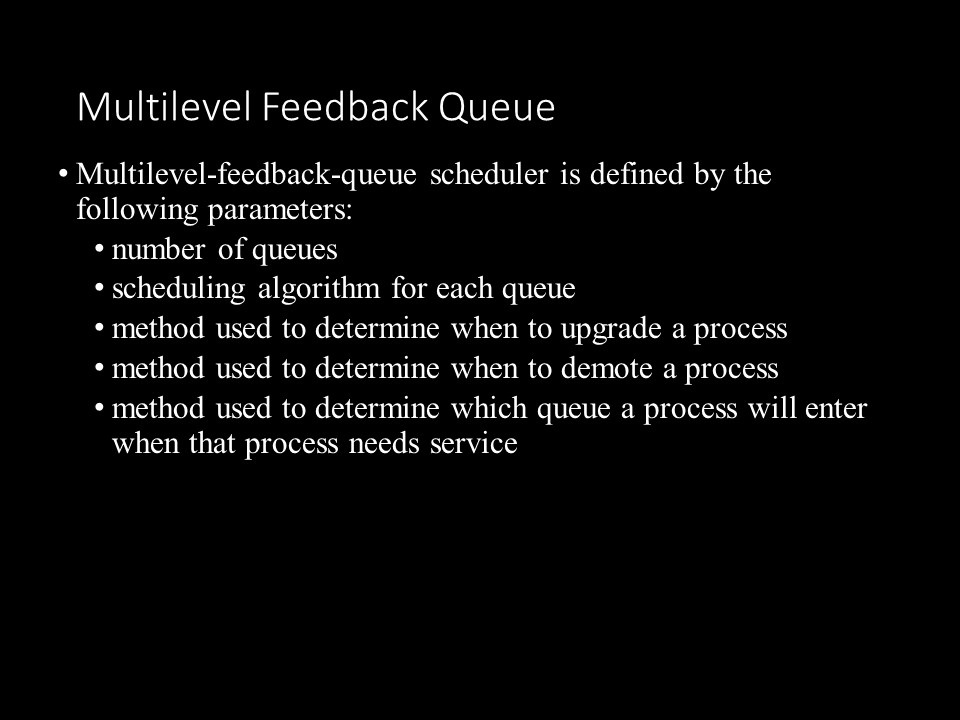 Multilevel Feedback Queue
• Multilevel-feedback-queue scheduler is defined by the
following parameters:
• number of queues
• scheduling algorithm for each queue
• method used to determine when to upgrade a process
• method used to determine when to demote a process
• method used to determine which queue a process will enter
when that process needs service